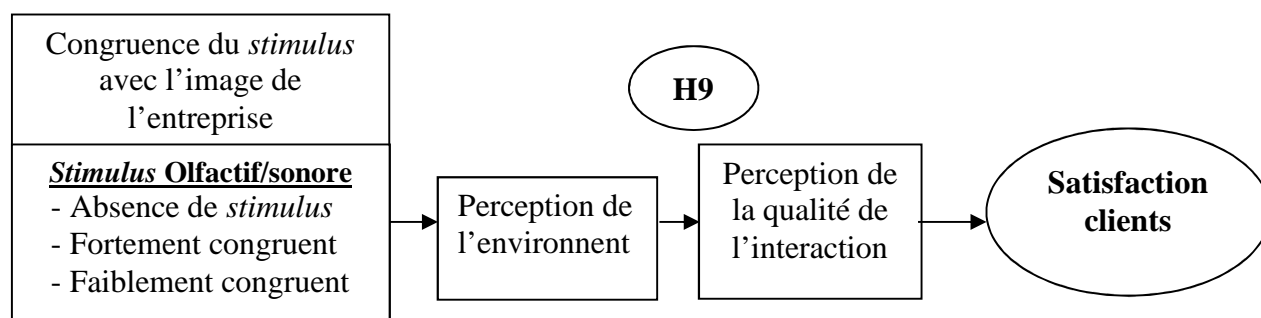 Congruence du stimulus
avec l’image de
l’entreprise
Stimulus Olfactif/sonore
- Absence de stimulus
- Fortement congruent
- Faiblement congruent
Perception de
l’environnent
H9
Perception de
la qualité de
l’interaction
Satisfaction
clients